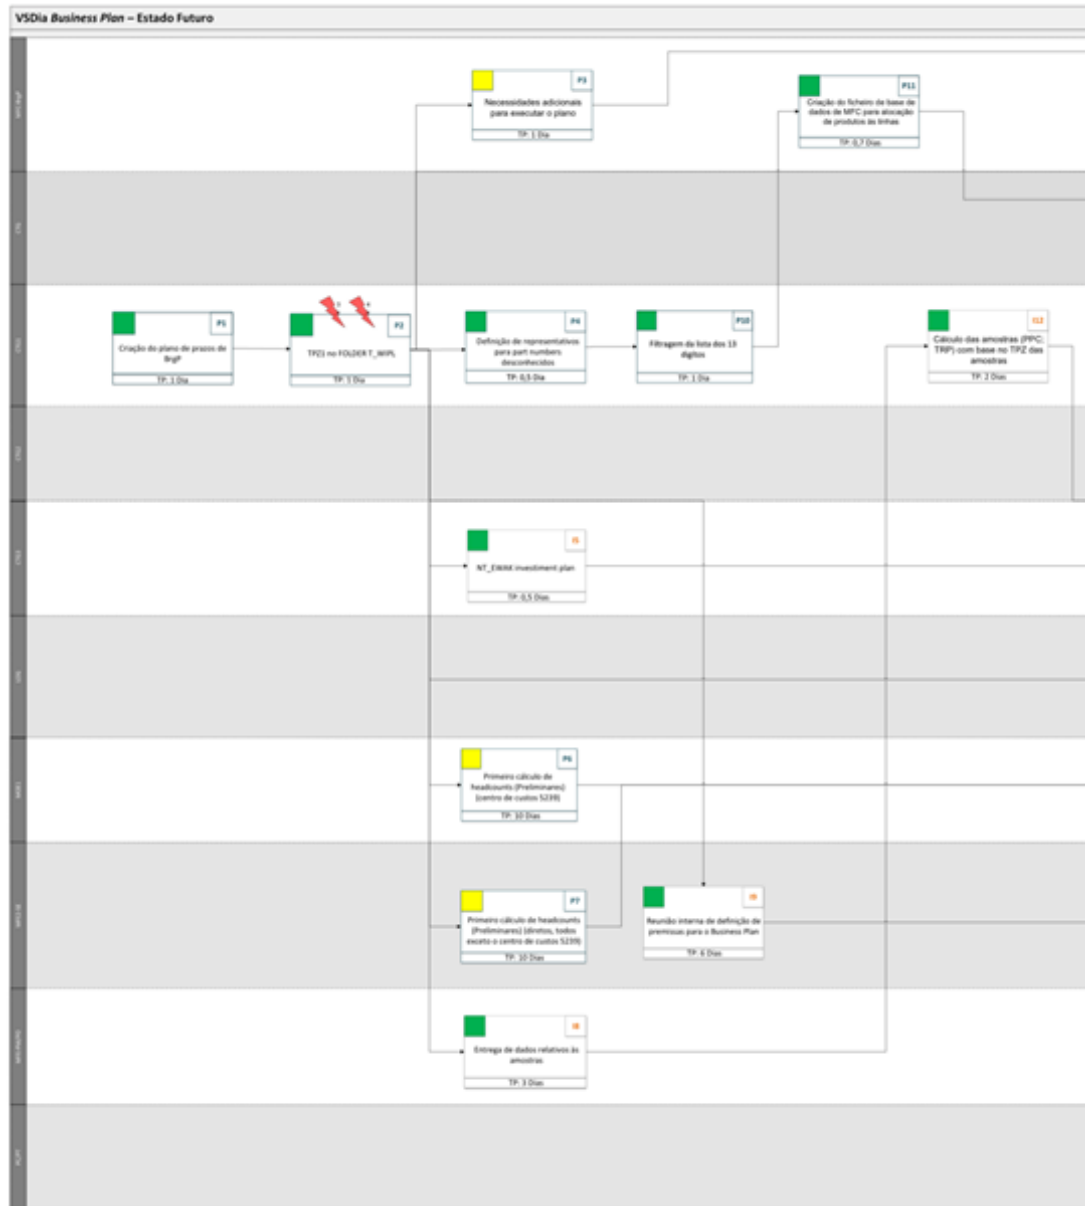 VSDia Business Plan – Estado Futuro
P3
Necessidades adicionais
para executar o plano
TP: 1 Dia
P11
Criação do ficheiro de base de
dados de MFC para alocação
de produtos às linhas
TP: 0,7 Dias
P1
Criação do plano de prazos de
BrgP
TP: 1 Dia
P2
TPZ1 no FOLDER T_WIPL
TP: 1 Dia
P4
Definição de representativos
para part numbers
desconhecidos
TP: 0,5 Dia
P10
Filtragem da lista dos 13
dígitos
TP: 1 Dia
I12
Cálculo das amostras (PPC;
TRP) com base no TPZ das
amostras
TP: 2 Dias
I5
NT_EWAK investiment plan
TP: 0,5 Dias
P6
Primeiro cálculo de
headcounts (Preliminares)
(centro de custos 5239)
TP: 10 Dias
P7
Primeiro cálculo de headcounts
(Preliminares) (diretos, todos
exceto o centro de custos 5239)
TP: 10 Dias
I9
Reunião interna de definição de
premissas para o Business Plan
TP: 6 Dias
I8
Entrega de dados relativos às
amostras
TP: 3 Dias